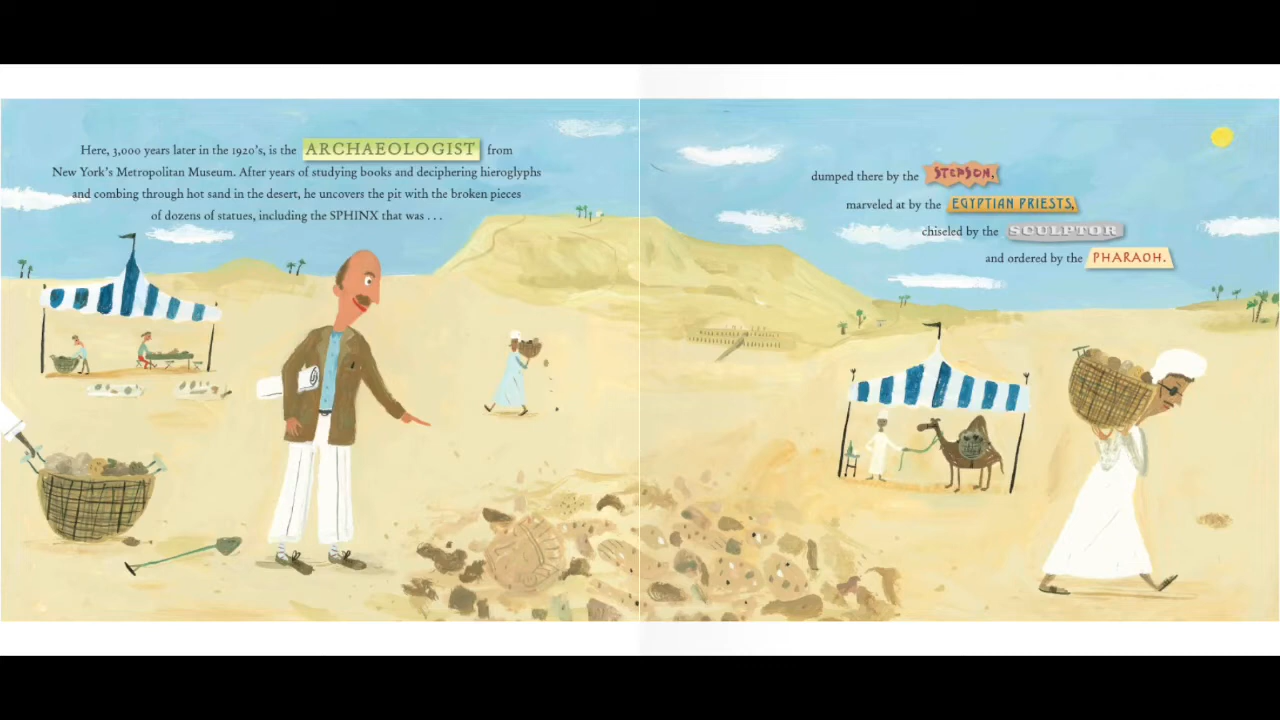 Here, 3,000 years later in the 1920's, is the ARCHAEOLOGIST from
New York's Metropolitan Museum. After years of studying books and deciphering hieroglyphs
and combing through hot sand in the desert, he uncovers the pit with the broken pieces
of dozens of statues, including the SPHINX that was . . .
dumped there by the STEPSON,
marveled at by the EGYPTIAN PRIESTS,
chiseled by the SCULPTOR
and ordered by the PHARAOH.